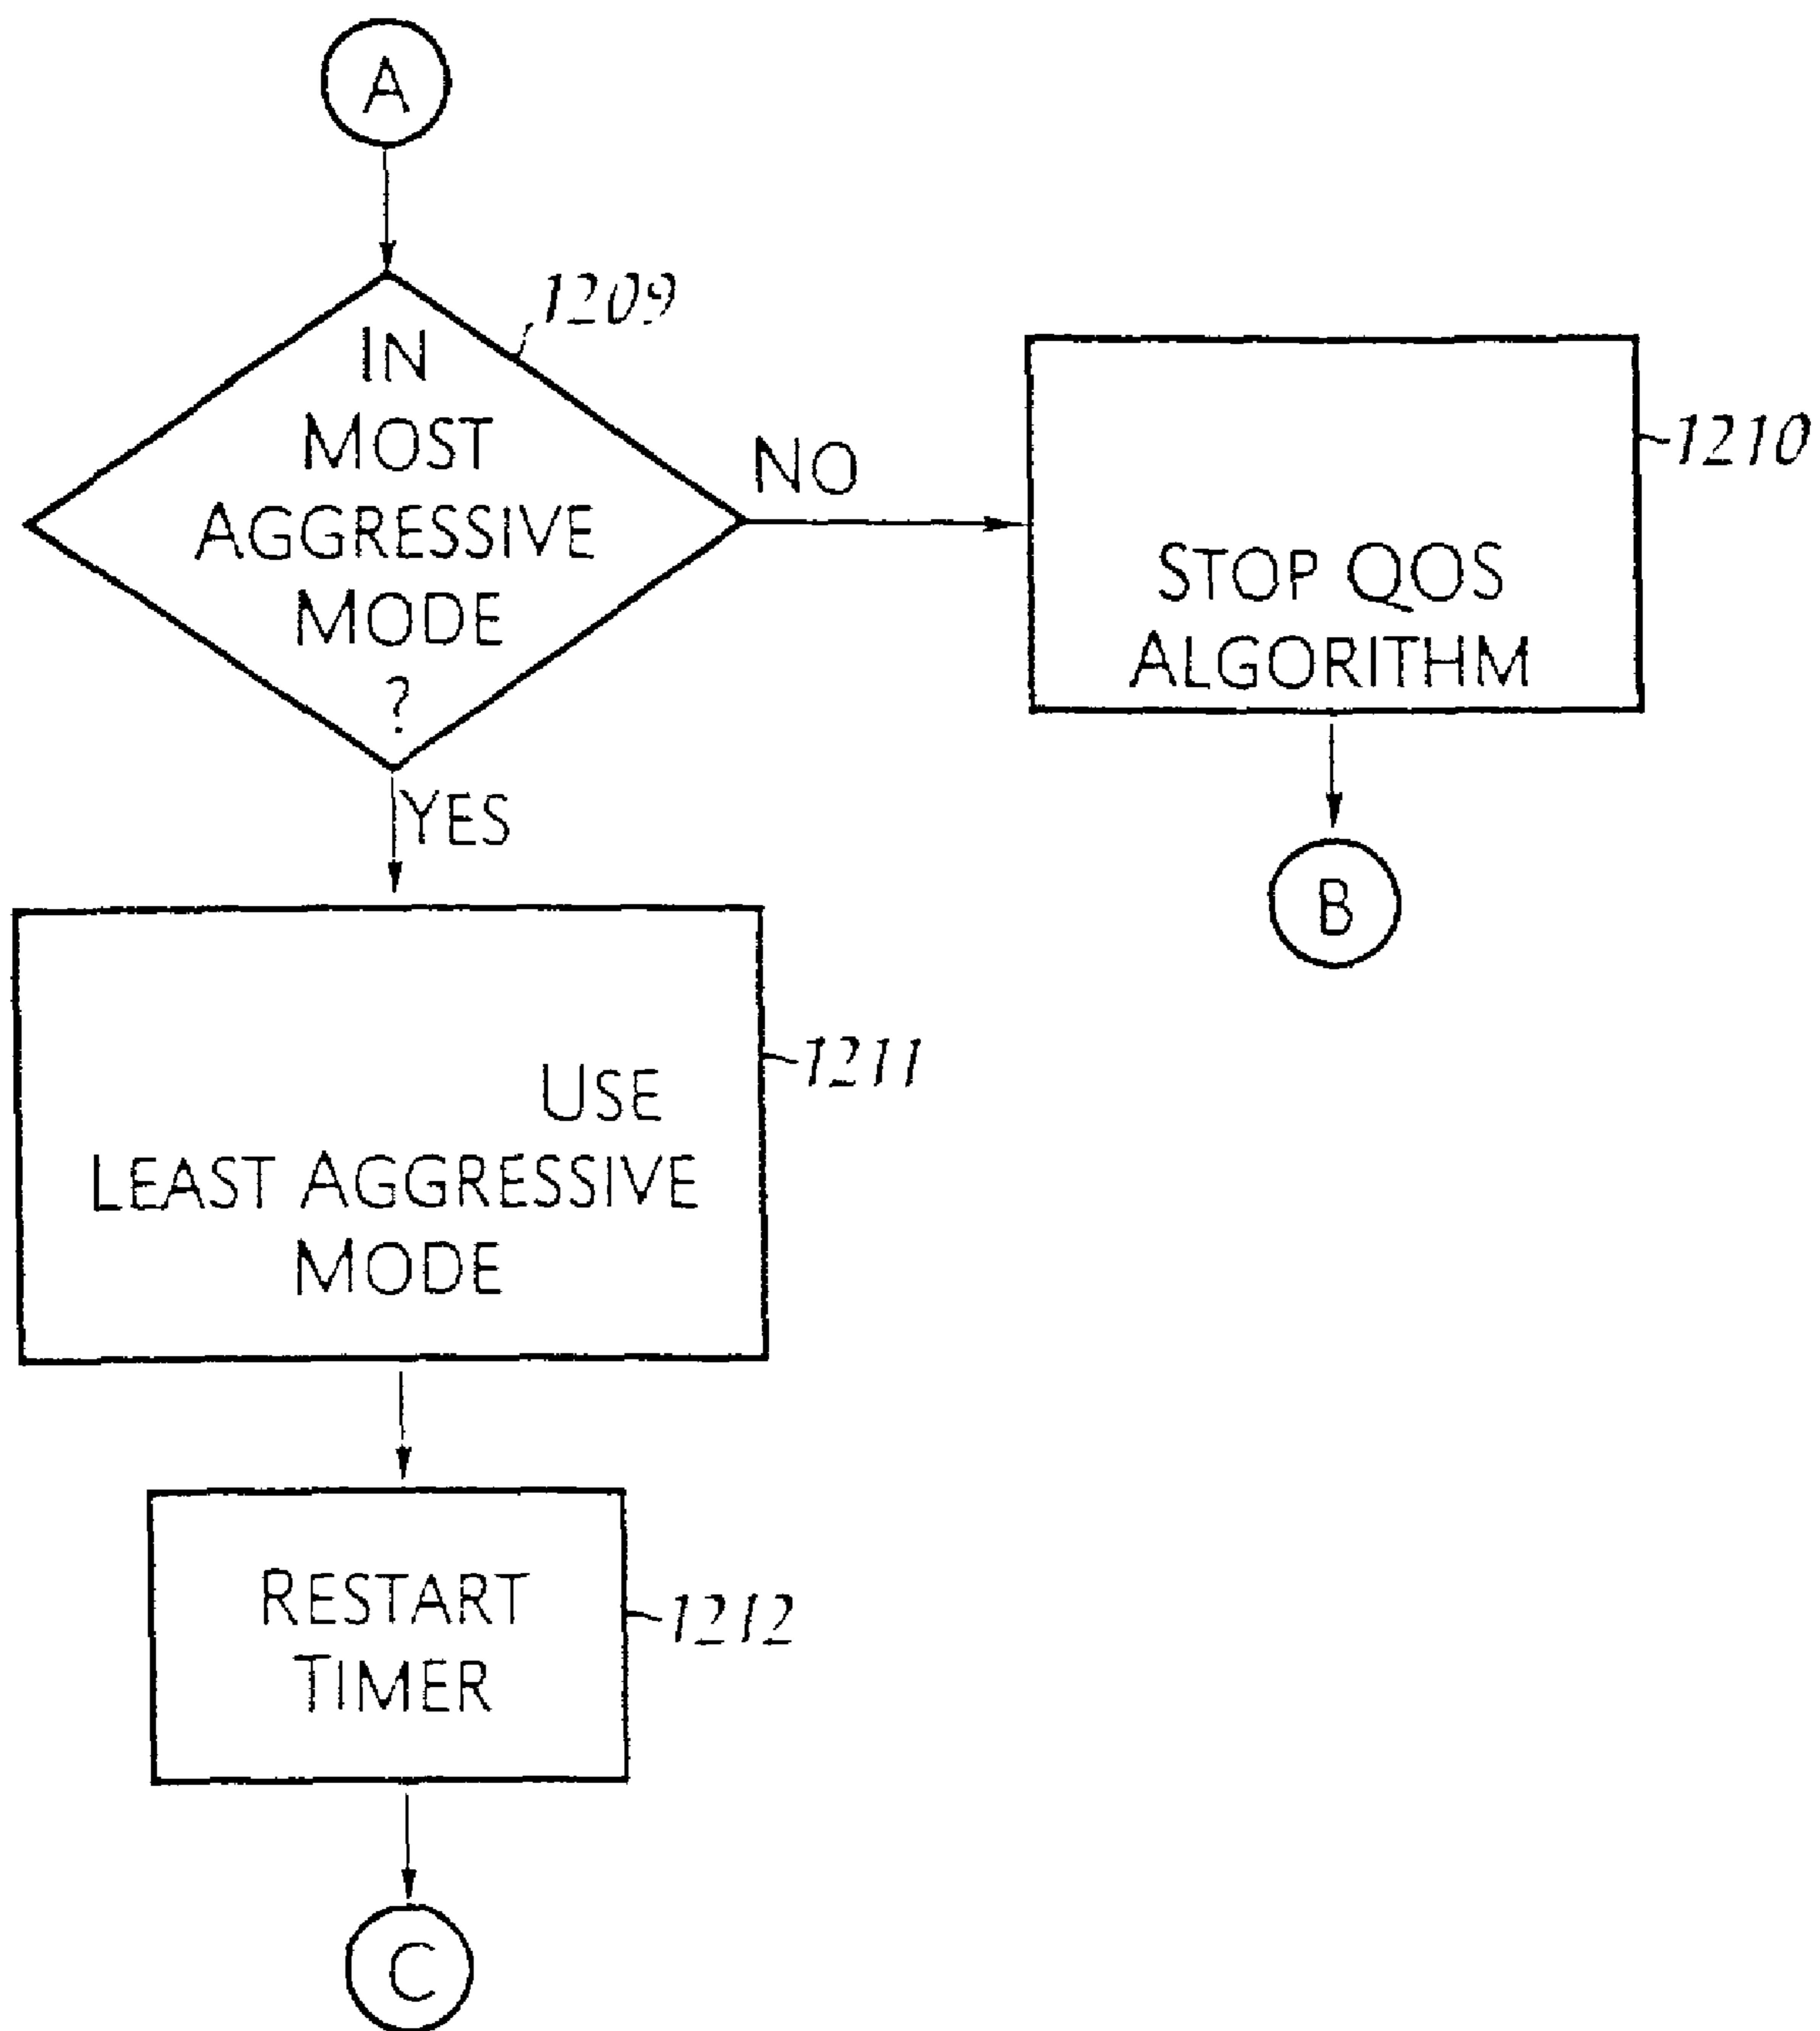 A
1209
IN
MOST
AGGRESSIVE
MODE
?
NO
1210
STOP QOS
ALGORITHM
B
YES
1211
USE
LEAST AGGRESSIVE
MODE
RESTART
TIMER
1212
C